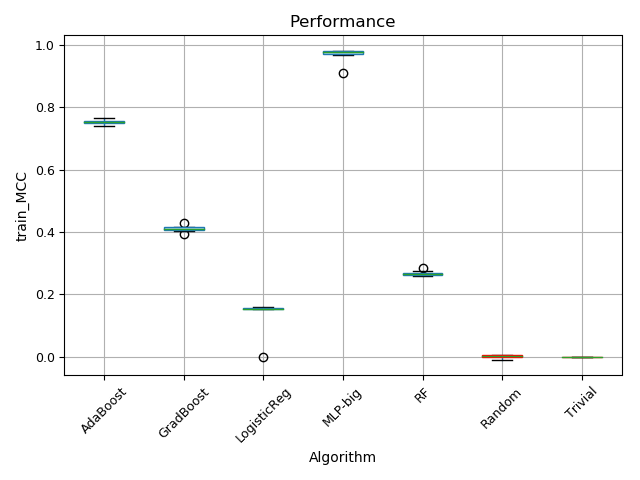 Performance
1.0
0.8
0.6
0.4
0.2
0.0
train_MCC
AdaBoost
GradBoost
LogisticReg
MLP-big
RF
Random
Trivial
Algorithm